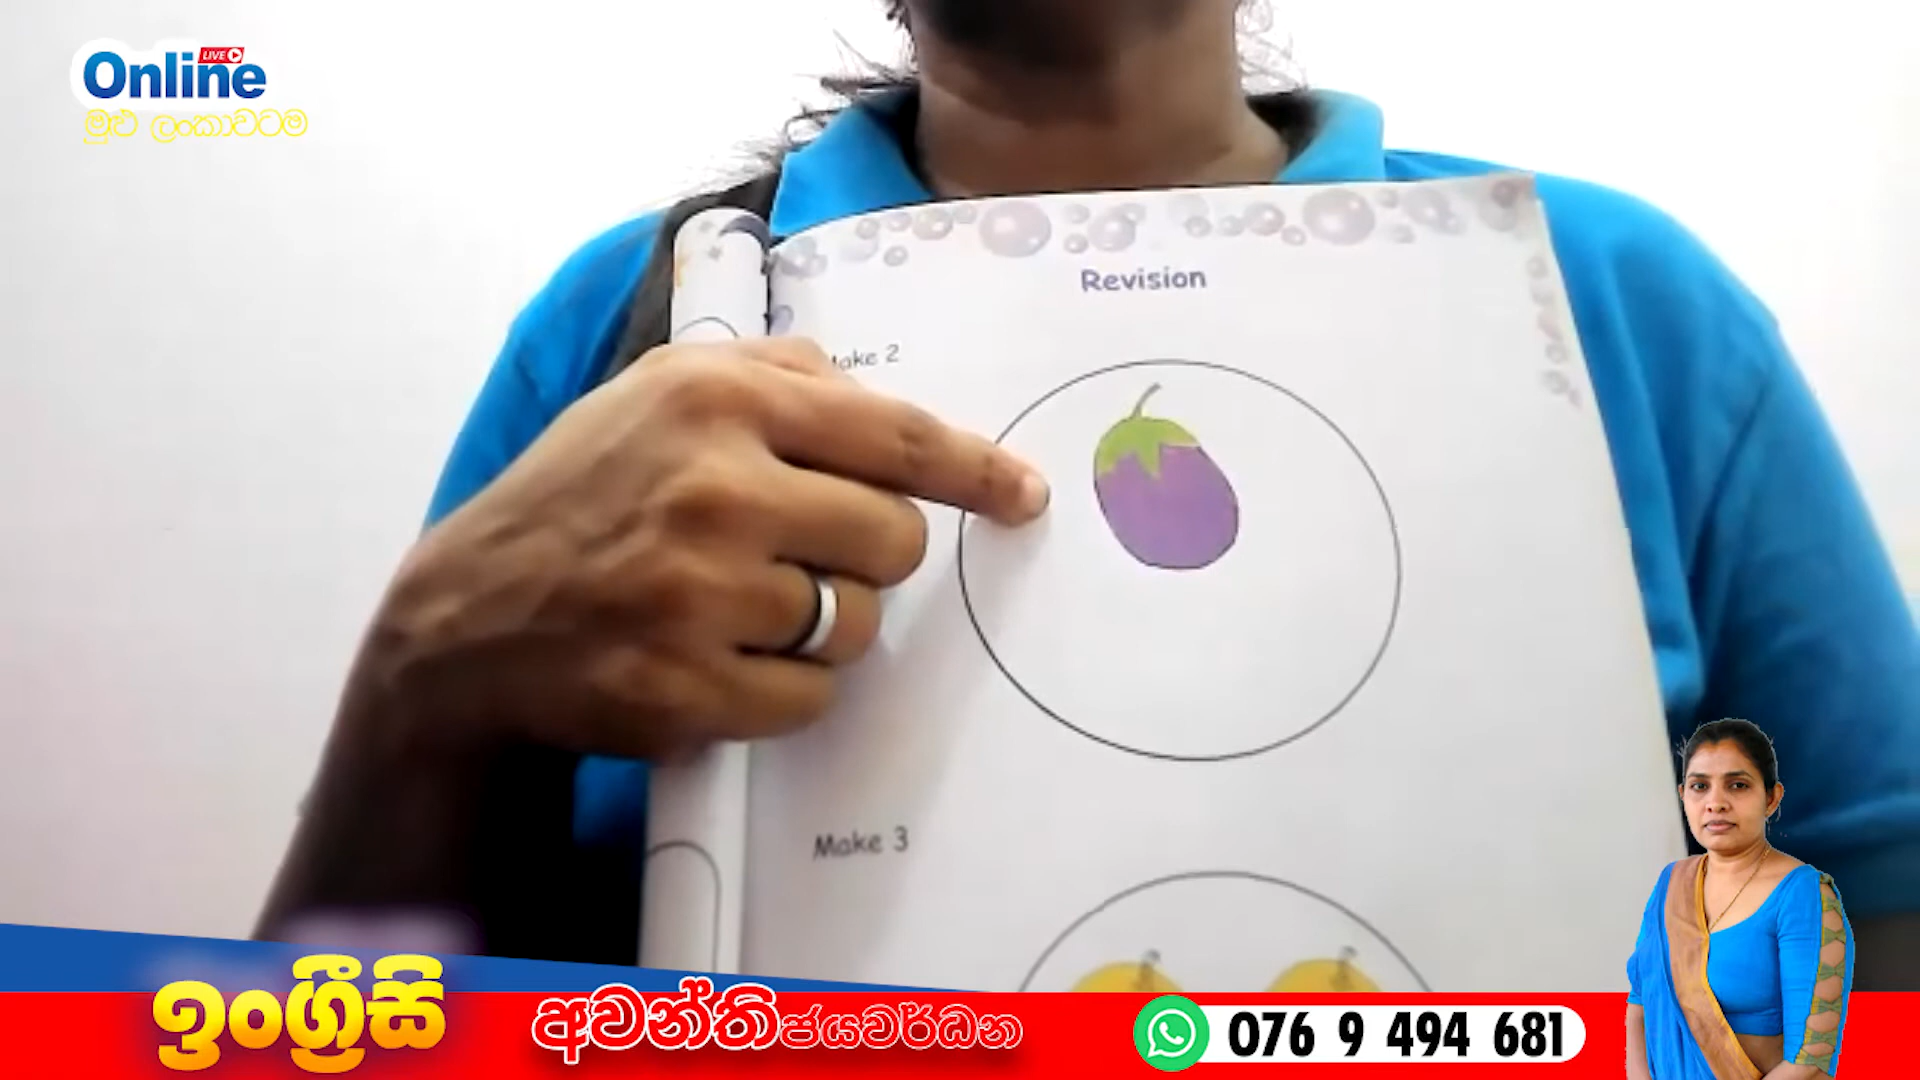 Online
LIVE
මුළු ලංකාවටම
Revision
Make 2
Make 3
ඉංග්‍රීසි
අවන්ති ජයවර්ධන
076 9 494 681